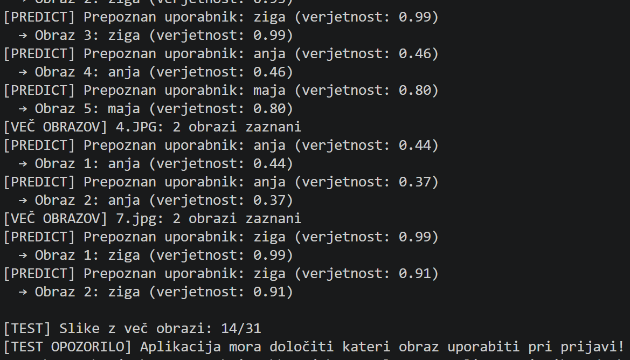 → Obraz 2: ziga (verjetnost: 0.99)
[PREDICT] Prepoznan uporabnik: ziga (verjetnost: 0.99)
→ Obraz 3: ziga (verjetnost: 0.99)
[PREDICT] Prepoznan uporabnik: anja (verjetnost: 0.46)
→ Obraz 4: anja (verjetnost: 0.46)
[PREDICT] Prepoznan uporabnik: maja (verjetnost: 0.80)
→ Obraz 5: maja (verjetnost: 0.80)
[VEČ OBRAZOV] 4.JPG: 2 obrazi zaznani
[PREDICT] Prepoznan uporabnik: anja (verjetnost: 0.44)
→ Obraz 1: anja (verjetnost: 0.44)
[PREDICT] Prepoznan uporabnik: anja (verjetnost: 0.37)
→ Obraz 2: anja (verjetnost: 0.37)
[VEČ OBRAZOV] 7.jpg: 2 obrazi zaznani
[PREDICT] Prepoznan uporabnik: ziga (verjetnost: 0.99)
→ Obraz 1: ziga (verjetnost: 0.99)
[PREDICT] Prepoznan uporabnik: ziga (verjetnost: 0.91)
→ Obraz 2: ziga (verjetnost: 0.91)
[TEST] Slike z več obrazi: 14/31
[TEST OPOZORILO] Aplikacija mora določiti kateri obraz uporabiti pri prijavi!